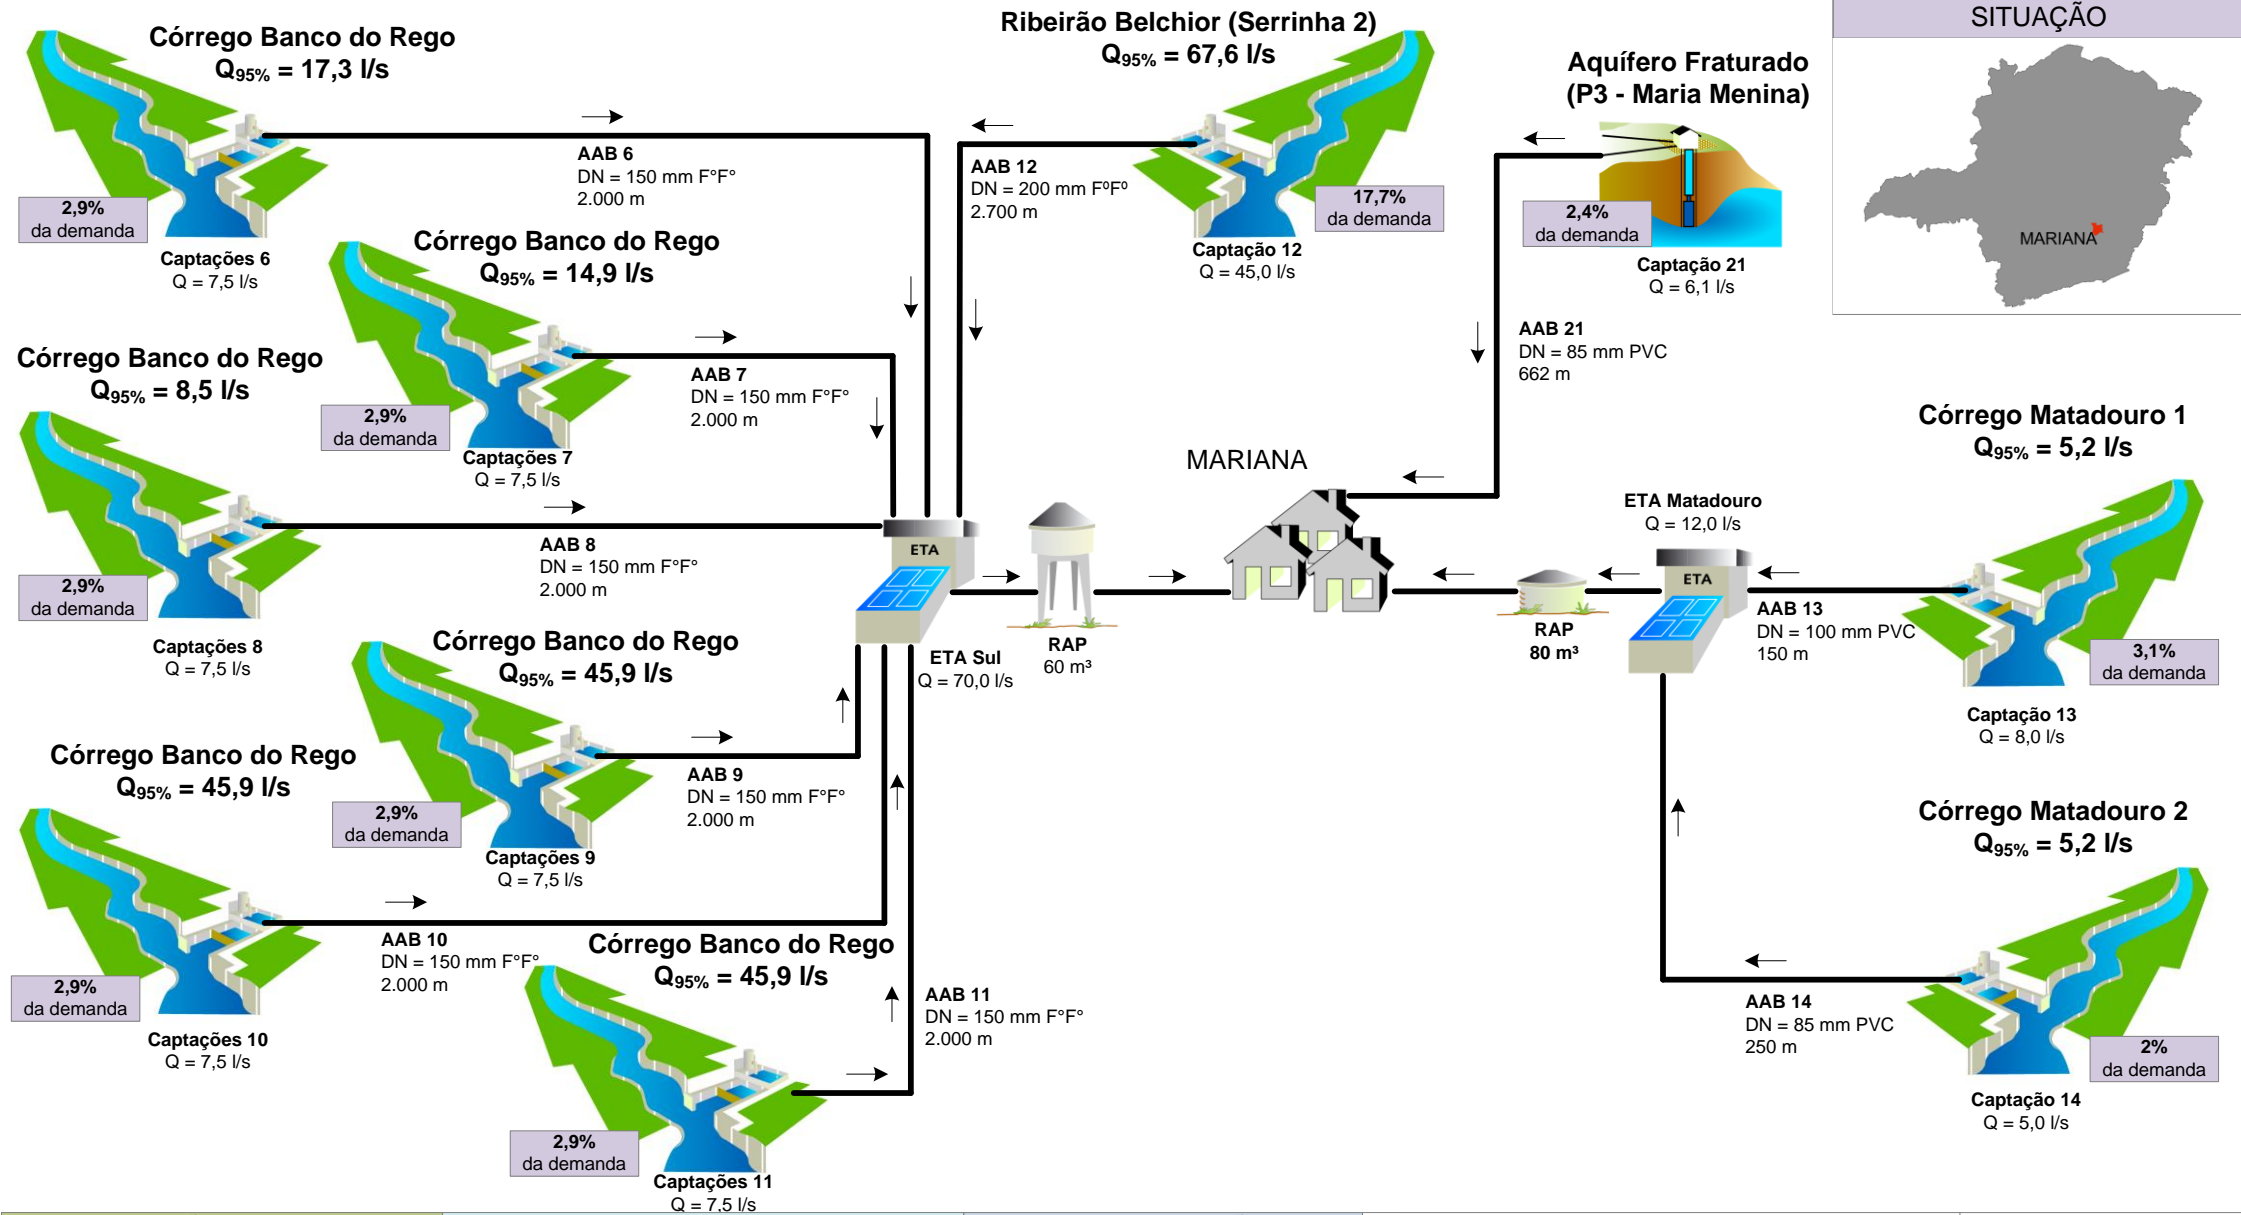 Córrego Banco do Rego
Q95% = 17,3 l/s
2,9%
da demanda
Captações 6
Q = 7,5 l/s
AAB 6
DN = 150 mm F°F°
2.000 m
Ribeirão Belchior (Serrinha 2)
Q95% = 67,6 l/s
AAB 12
DN = 200 mm FºFº
2.700 m
17,7%
da demanda
Captação 12
Q = 45,0 l/s
Aquífero Fraturado
(P3 - Maria Menina)
2,4%
da demanda
Captação 21
Q = 6,1 l/s
AAB 21
DN = 85 mm PVC
662 m
SITUAÇÃO
MARIANA
Córrego Banco do Rego
Q95% = 14,9 l/s
2,9%
da demanda
Captações 7
Q = 7,5 l/s
AAB 7
DN = 150 mm F°F°
2.000 m
Córrego Banco do Rego
Q95% = 8,5 l/s
2,9%
da demanda
Captações 8
Q = 7,5 l/s
AAB 8
DN = 150 mm F°F°
2.000 m
ETA
ETA Sul
Q = 70,0 l/s
RAP
60 m³
MARIANA
RAP
80 m³
ETA Matadouro
Q = 12,0 l/s
ETA
Córrego Matadouro 1
Q95% = 5,2 l/s
AAB 13
DN = 100 mm PVC
150 m
3,1%
da demanda
Captação 13
Q = 8,0 l/s
Córrego Banco do Rego
Q95% = 45,9 l/s
2,9%
da demanda
Captações 9
Q = 7,5 l/s
AAB 9
DN = 150 mm F°F°
2.000 m
Córrego Banco do Rego
Q95% = 45,9 l/s
2,9%
da demanda
Captações 10
Q = 7,5 l/s
AAB 10
DN = 150 mm F°F°
2.000 m
Córrego Banco do Rego
Q95% = 45,9 l/s
2,9%
da demanda
Captações 11
Q = 7,5 l/s
AAB 11
DN = 150 mm F°F°
2.000 m
Córrego Matadouro 2
Q95% = 5,2 l/s
AAB 14
DN = 85 mm PVC
250 m
2%
da demanda
Captação 14
Q = 5,0 l/s